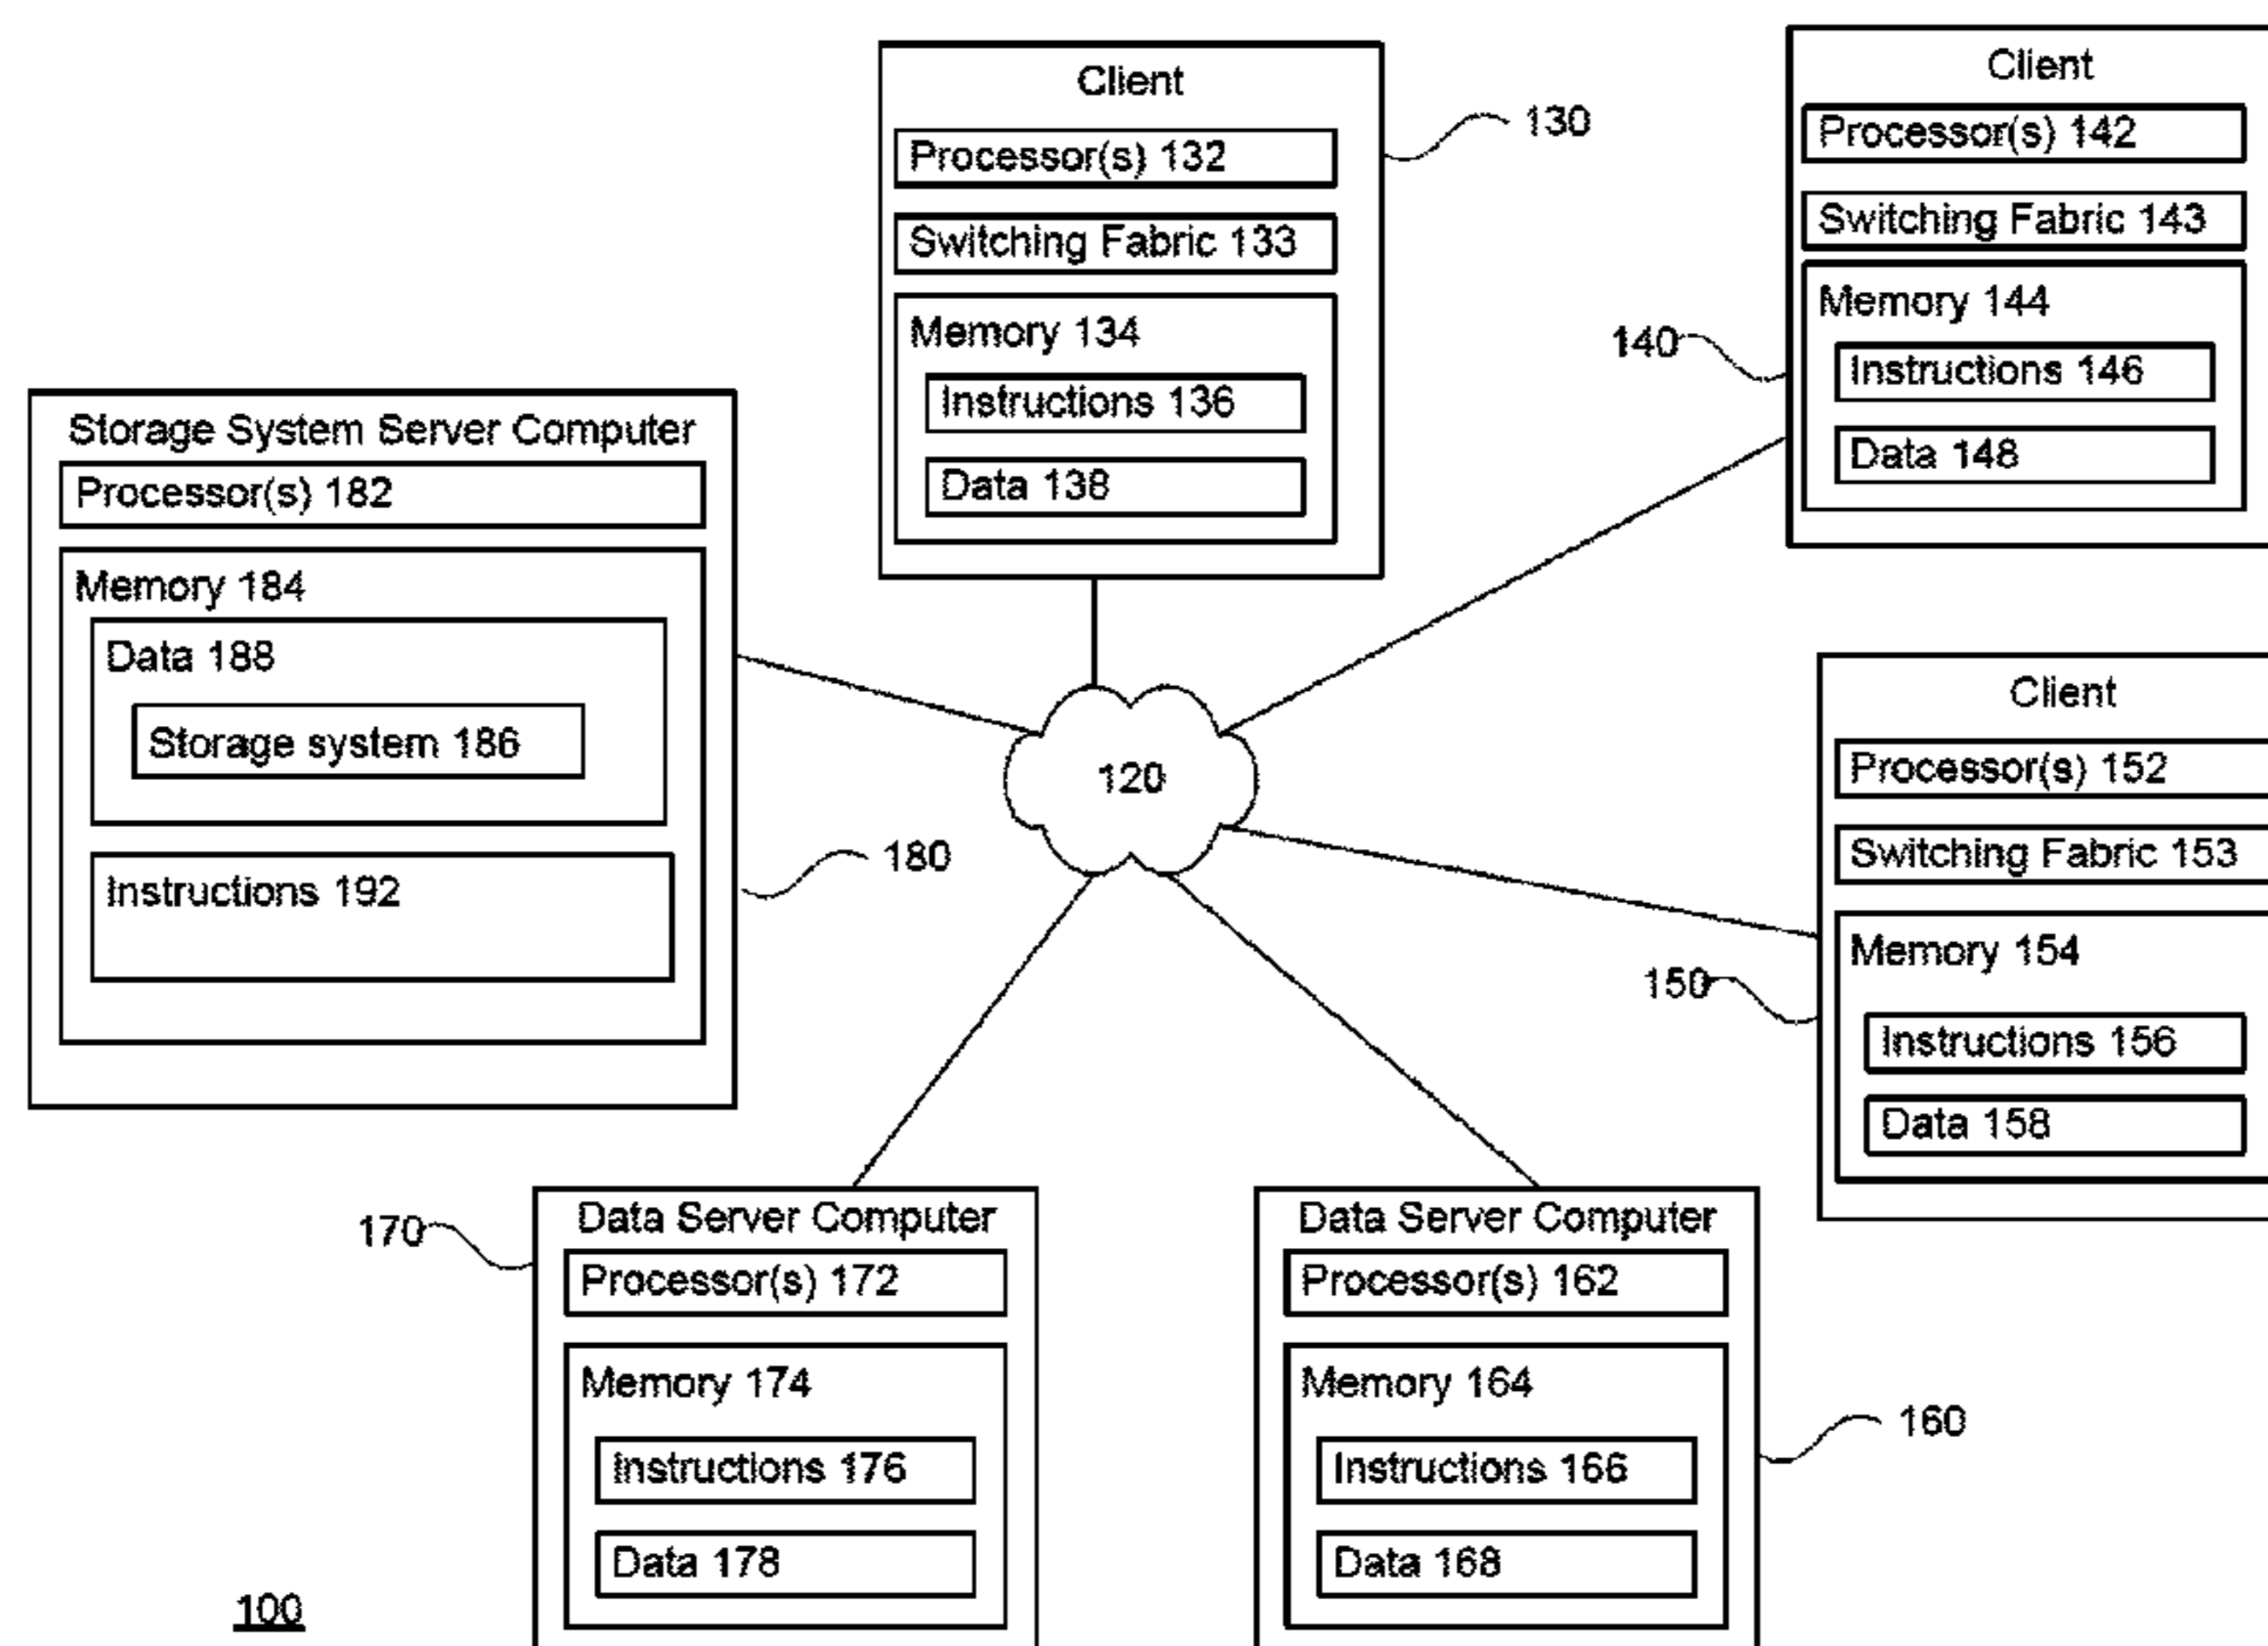 Client
Processor(s) 132
Switching Fabric 133
Memory 134
Instructions 136
Data 138
130
Client
Processor(s) 142
Switching Fabric 143
Memory 144
Instructions 146
Data 148
140
Storage System Server Computer
Processor(s) 182
Memory 184
Data 188
Storage system 186
Instructions 192
180
120
Client
Processor(s) 152
Switching Fabric 153
Memory 154
Instructions 156
Data 158
150
170
Data Server Computer
Processor(s) 172
Memory 174
Instructions 176
Data 178
Data Server Computer
Processor(s) 162
Memory 164
Instructions 166
Data 168
160
100